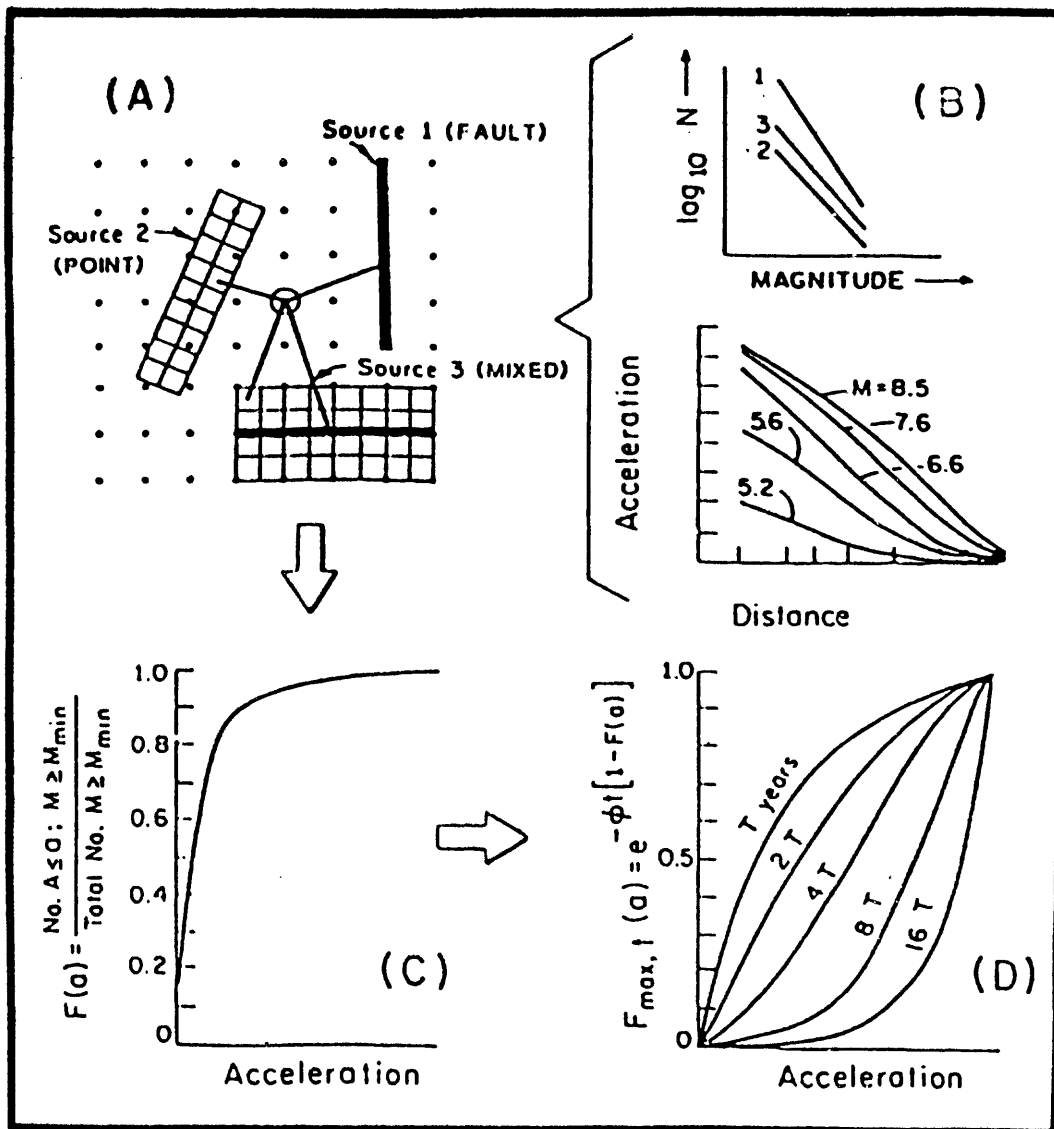 (A)
Source 1 (FAULT)
Source 2
(POINT)
Source 3 (MIXED)
(B)
log10 N
1
3
2
MAGNITUDE
Acceleration
M=8.5
7.6
6.6
5.6
5.2
Distance
F(a) = No. A ≤ a; M ≥ Mmin / Total No. M ≥ Mmin
1.0
0.8
0.6
0.4
0.2
0
(C)
Acceleration
Fmax, t (a) = e^-ϕt[1-F(a)]
1.0
0.5
0
T years
2 T
4 T
8 T
16 T
(D)
Acceleration